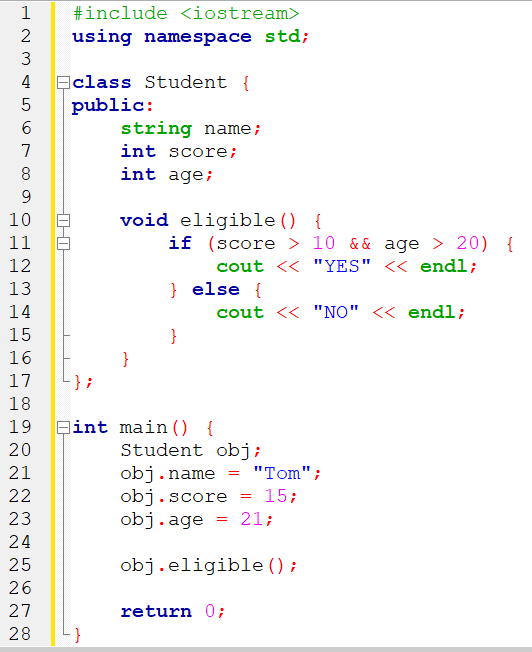 1 #include <iostream>
2 using namespace std;
3
4 class Student {
5 public:
6     string name;
7     int score;
8     int age;
9
10     void eligible() {
11         if (score > 10 && age > 20) {
12             cout << "YES" << endl;
13         } else {
14             cout << "NO" << endl;
15         }
16     }
17 };
18
19 int main() {
20     Student obj;
21     obj.name = "Tom";
22     obj.score = 15;
23     obj.age = 21;
24
25     obj.eligible();
26
27     return 0;
28 }